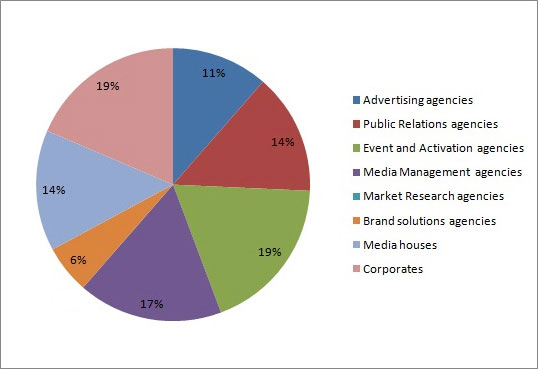 11%
14%
19%
17%
6%
14%
19%
Advertising agencies
Public Relations agencies
Event and Activation agencies
Media Management agencies
Market Research agencies
Brand solutions agencies
Media houses
Corporates